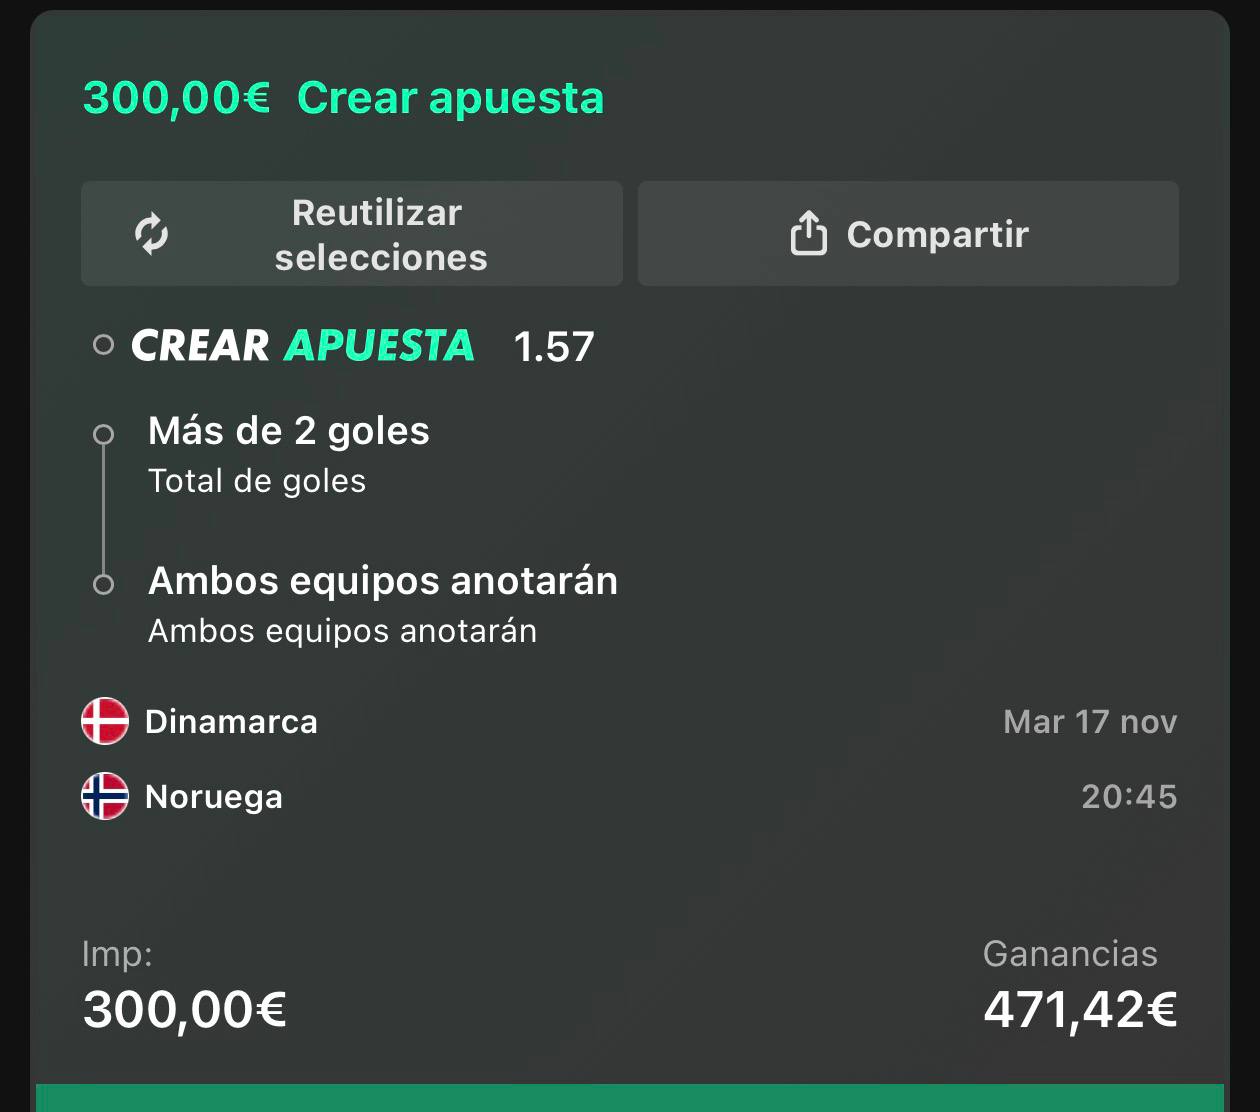 300,00€ Crear apuesta
Reutilizar
selecciones
Compartir
CREAR APUESTA 1.57
Más de 2 goles
Total de goles
Ambos equipos anotarán
Ambos equipos anotarán
Dinamarca
Mar 17 nov
Noruega
20:45
Imp:
Ganancias
300,00€
471,42€